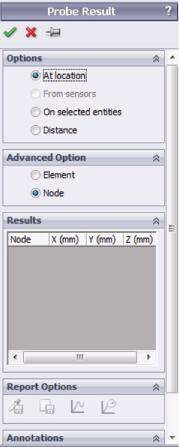 Probe Result ?
Options
At location
From sensors
On selected entities
Distance
Advanced Option
Element
Node
Results
Node X (mm) Y (mm) Z (mm)
Report Options
Annotations